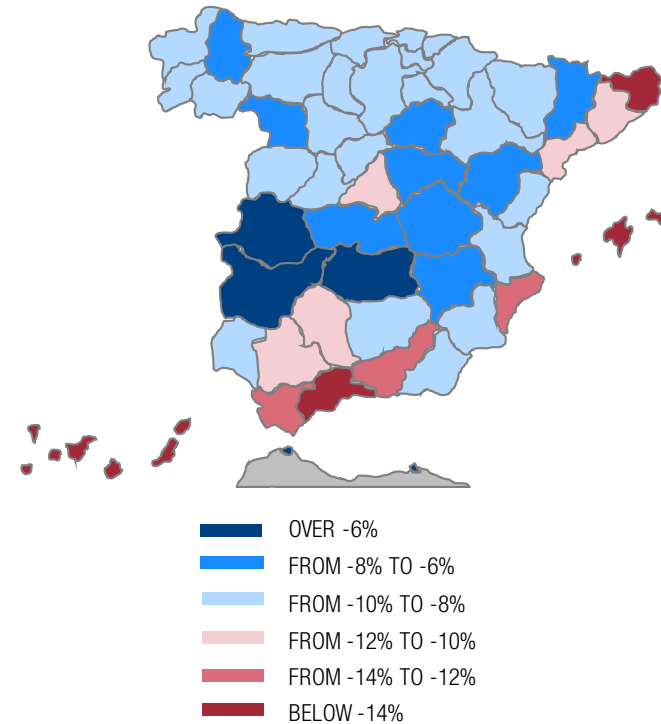 OVER -6%
FROM -8% TO -6%
FROM -10% TO -8%
FROM -12% TO -10%
FROM -14% TO -12%
BELOW -14%